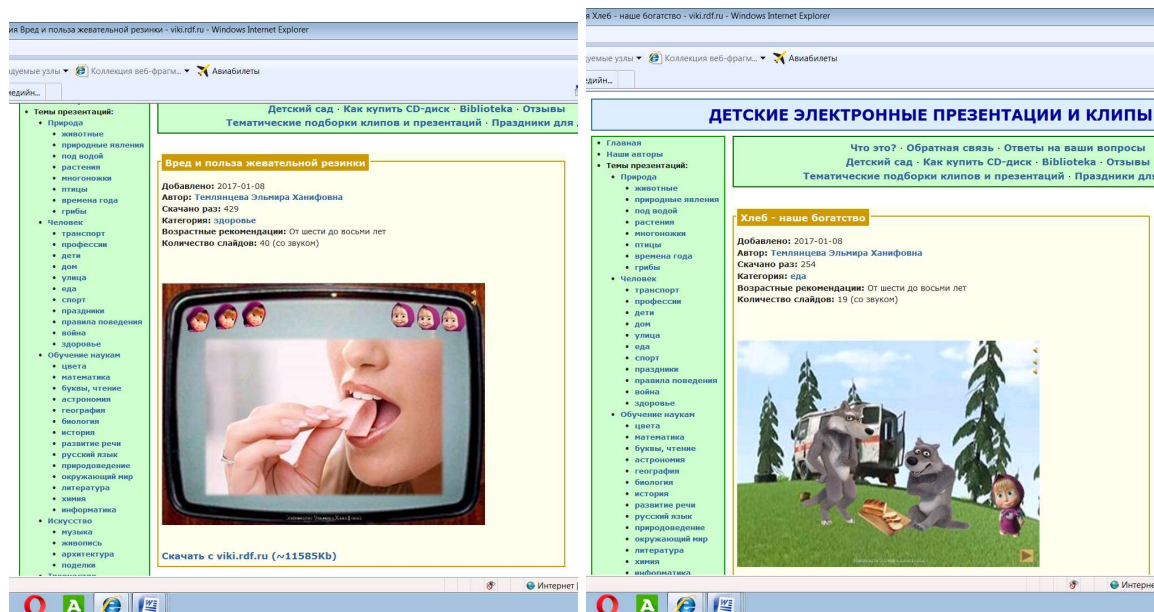 ия Вред и польза жевательной резинки - viki.rdf.ru - Windows Internet Explorer
ндуемые узлы ▼ Коллекция веб-фрагм... ▼ Авиабилеты
медийн...
• Темы презентаций:
• Природа
• животные
• природные явления
• под водой
• растения
• многоножки
• птицы
• времена года
• грибы
• Человек
• транспорт
• профессии
• дети
• дом
• улица
• еда
• спорт
• праздники
• правила поведения
• война
• здоровье
• Обучение наукам
• цвета
• математика
• буквы, чтение
• астрономия
• география
• биология
• история
• развитие речи
• русский язык
• природоведение
• окружающий мир
• литература
• химия
• информатика
• Искусство
• музыка
• живопись
• архитектура
• поделки
Детский сад · Как купить CD-диск · Biblioteka · Отзывы
Тематические подборки клипов и презентаций · Праздники для
Вред и польза жевательной резинки
Добавлено: 2017-01-08
Автор: Темлянцева Эльмира Ханифовна
Скачано раз: 429
Категория: здоровье
Возрастные рекомендации: От шести до восьми лет
Количество слайдов: 40 (со звуком)
Скачать с viki.rdf.ru (~11585Kb)
Интернет
я Хлеб - наше богатство - viki.rdf.ru - Windows Internet Explorer
уемые узлы ▼ Коллекция веб-фрагм... ▼ Авиабилеты
едийн...
ДЕТСКИЕ ЭЛЕКТРОННЫЕ ПРЕЗЕНТАЦИИ И КЛИПЫ
• Главная
• Наши авторы
• Темы презентаций:
• Природа
• животные
• природные явления
• под водой
• растения
• многоножки
• птицы
• времена года
• грибы
• Человек
• транспорт
• профессии
• дети
• дом
• улица
• еда
• спорт
• праздники
• правила поведения
• война
• здоровье
• Обучение наукам
• цвета
• математика
• буквы, чтение
• астрономия
• география
• биология
• история
• развитие речи
• русский язык
• природоведение
• окружающий мир
• литература
• химия
• информатика
Что это? · Обратная связь · Ответы на ваши вопросы
Детский сад · Как купить CD-диск · Biblioteka · Отзывы
Тематические подборки клипов и презентаций · Праздники для
Хлеб - наше богатство
Добавлено: 2017-01-08
Автор: Темлянцева Эльмира Ханифовна
Скачано раз: 254
Категория: еда
Возрастные рекомендации: От шести до восьми лет
Количество слайдов: 19 (со звуком)
Интерне